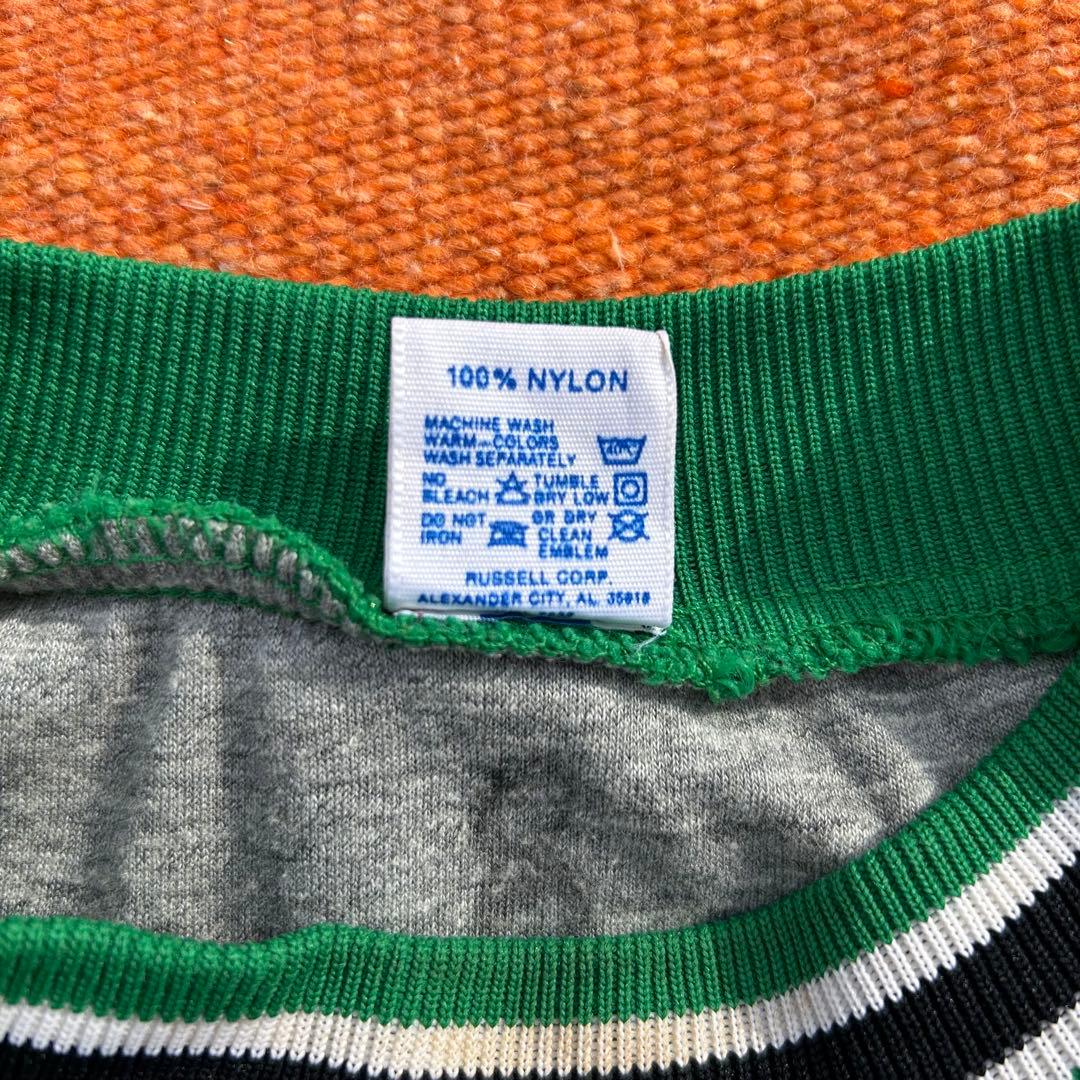 100% NYLON
MACHINE WASH
WARM—COLORS
WASH SEPARATELY
NO TUMBLE
BLEACH DRY LOW
DO NOT OR DRY
IRON CLEAN
EMBLEM
RUSSELL CORP.
ALEXANDER CITY, AL.